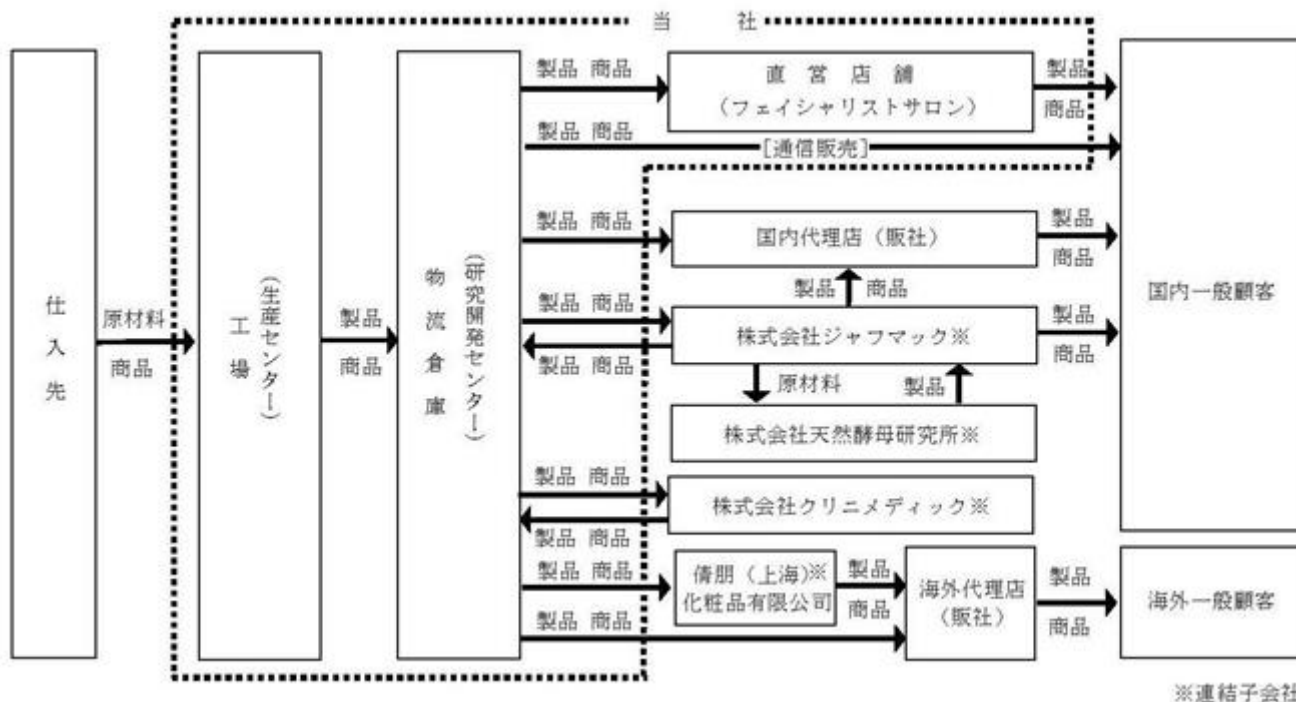 当 社
仕入先
原材料
商品
工場
(生産センター)
製品
商品
物流倉庫
(研究開発センター)
製品 商品
直営店舗
(フェイシャリストサロン)
製品
商品
製品 商品
[通信販売]
製品 商品
国内代理店（販社）
製品
商品
製品 商品
製品 商品
株式会社ジャフマック※
製品
商品
製品 商品
原材料
製品
株式会社天然酵母研究所※
国内一般顧客
製品 商品
株式会社クリニメディック※
製品 商品
製品 商品
倩朋（上海）※
化粧品有限公司
製品
商品
製品 商品
海外代理店
（販社）
製品
商品
海外一般顧客
※連結子会社